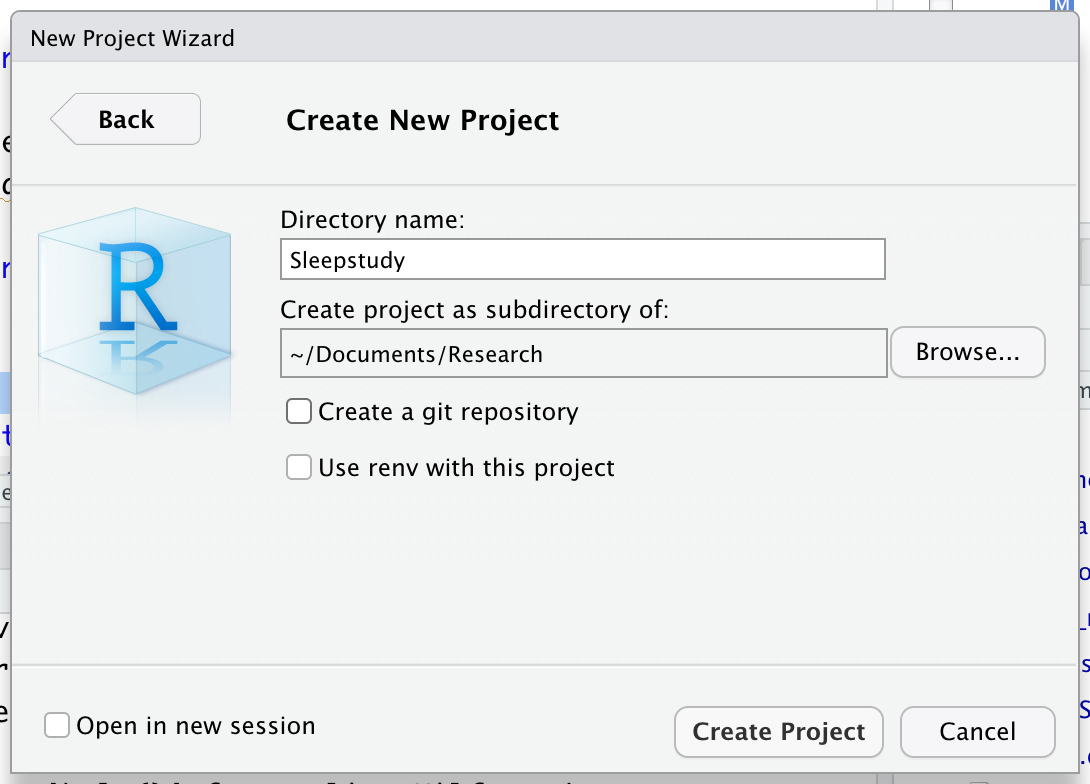 New Project Wizard
Back
Create New Project
R
Directory name:
Sleepstudy
Create project as subdirectory of:
~/Documents/Research
Browse...
Create a git repository
Use renv with this project
Open in new session
Create Project
Cancel